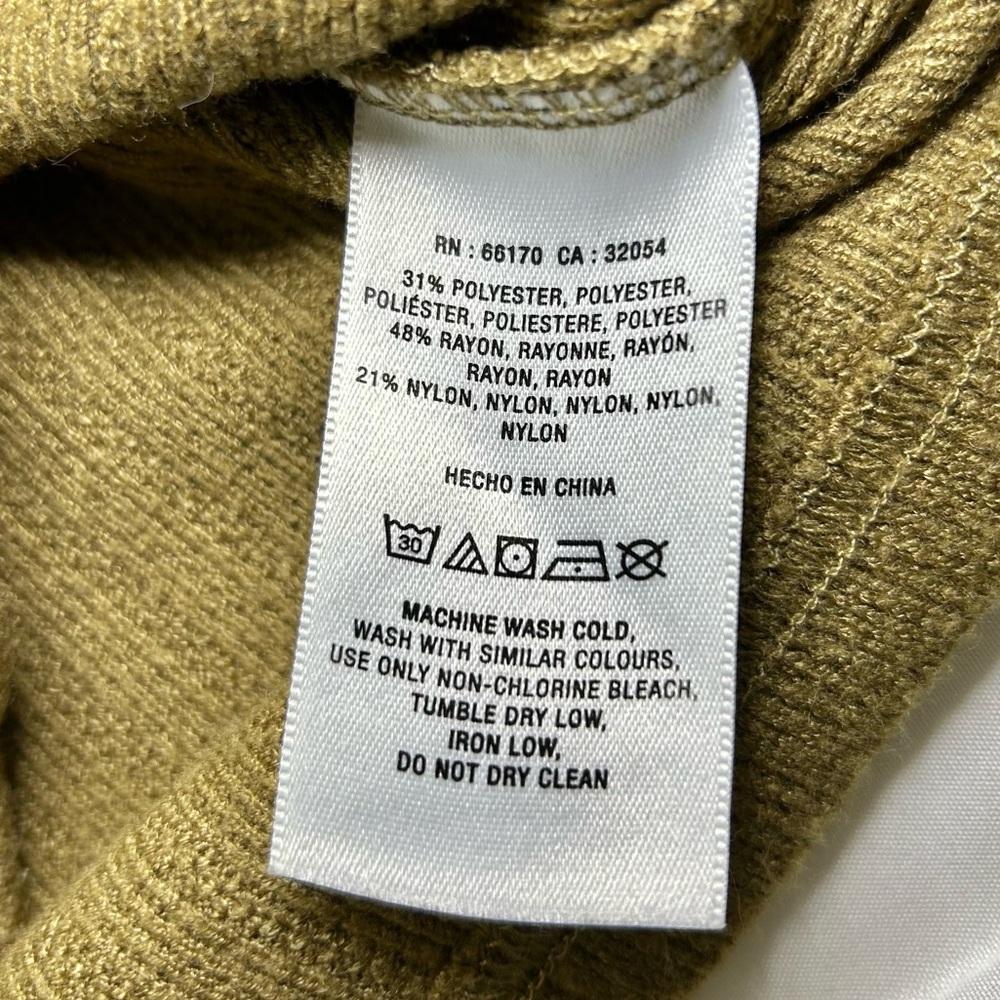 RN : 66170 CA : 32054
31% POLYESTER, POLYESTER,
POLIÉSTER, POLIESTERE, POLYESTER
48% RAYON, RAYONNE, RAYÓN,
RAYON, RAYON
21% NYLON, NYLON, NYLON, NYLON,
NYLON
HECHO EN CHINA
30
MACHINE WASH COLD,
WASH WITH SIMILAR COLOURS,
USE ONLY NON-CHLORINE BLEACH,
TUMBLE DRY LOW,
IRON LOW,
DO NOT DRY CLEAN